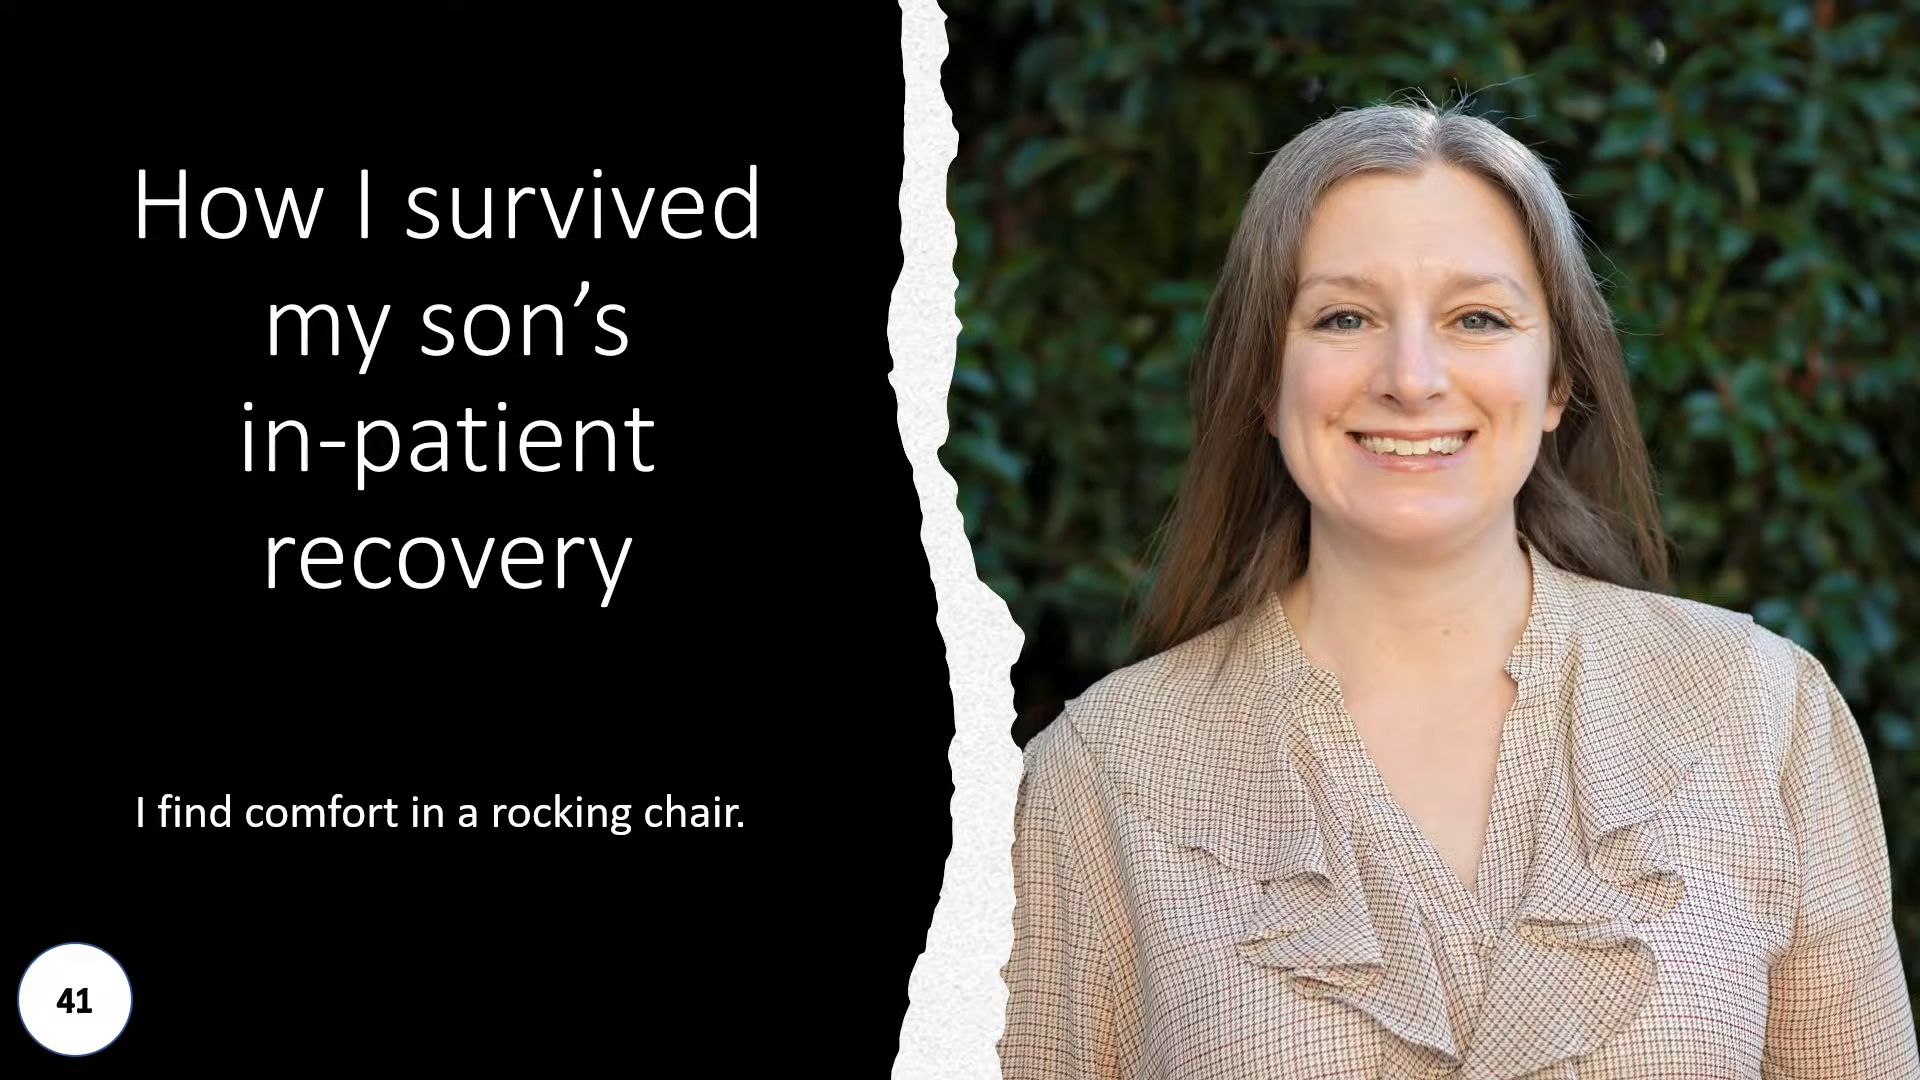 How I survived
my son’s
in-patient
recovery
I find comfort in a rocking chair.
41